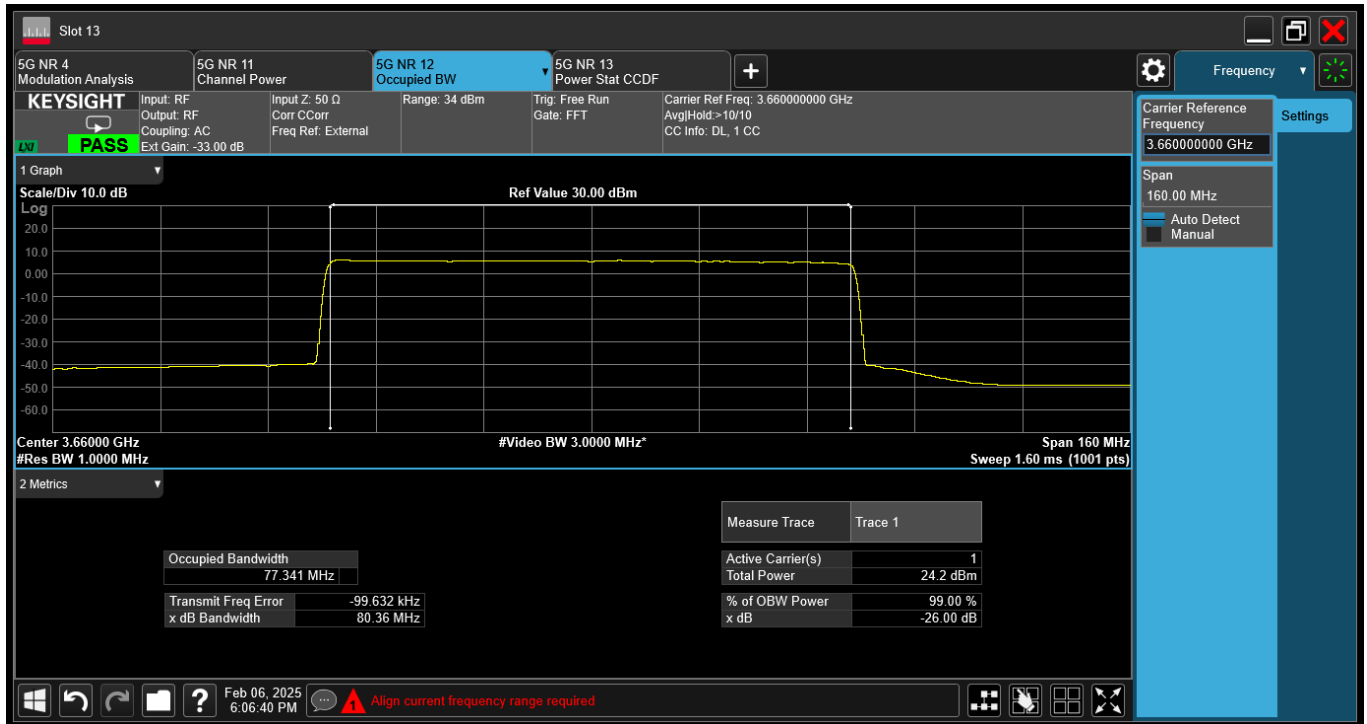 Slot 13
5G NR 4
Modulation Analysis
5G NR 11
Channel Power
5G NR 12
Occupied BW
5G NR 13
Power Stat CCDF
Frequency
KEYSIGHT
LXI
PASS
Input: RF
Output: RF
Coupling: AC
Ext Gain: -33.00 dB
Input Z: 50 Ω
Corr CCorr
Freq Ref: External
Range: 34 dBm
Trig: Free Run
Gate: FFT
Carrier Ref Freq: 3.660000000 GHz
Avg|Hold:>10/10
CC Info: DL, 1 CC
Carrier Reference
Frequency
3.660000000 GHz
Settings
Span
160.00 MHz
Auto Detect
Manual
1 Graph
Scale/Div 10.0 dB
Ref Value 30.00 dBm
Log
20.0
10.0
0.00
-10.0
-20.0
-30.0
-40.0
-50.0
-60.0
Center 3.66000 GHz
#Video BW 3.0000 MHz*
Span 160 MHz
#Res BW 1.0000 MHz
Sweep 1.60 ms (1001 pts)
2 Metrics
Measure Trace Trace 1
Occupied Bandwidth
77.341 MHz
Active Carrier(s) 1
Total Power 24.2 dBm
Transmit Freq Error -99.632 kHz
x dB Bandwidth 80.36 MHz
% of OBW Power 99.00 %
x dB -26.00 dB
?
Feb 06, 2025
6:06:40 PM
1
Align current frequency range required